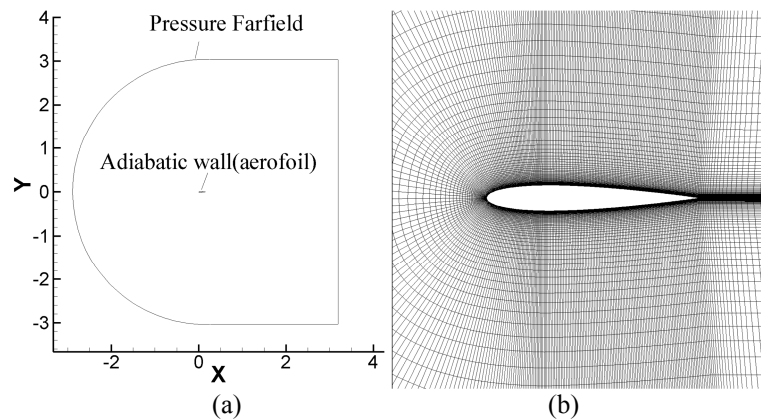 4
Pressure Farfield
3
2
1
Adiabatic wall(aerofoil)
Y
0
-1
-2
-3
-2
0
2
4
X
(a)
(b)